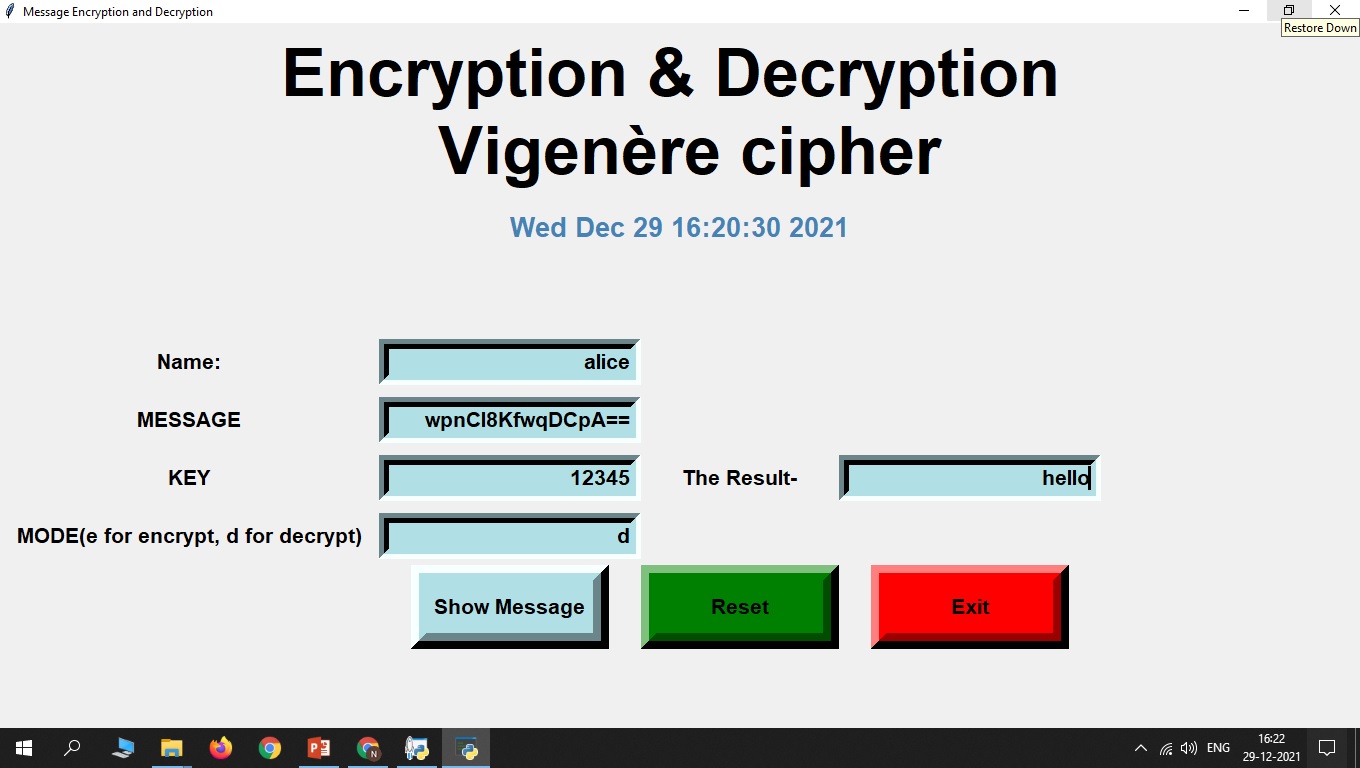 Message Encryption and Decryption
Restore Down
Encryption & Decryption
Vigenère cipher
Wed Dec 29 16:20:30 2021
Name:
alice
MESSAGE
wpnCl8KfwqDCpA==
KEY
12345
The Result-
hello
MODE(e for encrypt, d for decrypt)
d
Show Message
Reset
Exit
P
N
ENG
16:22
29-12-2021